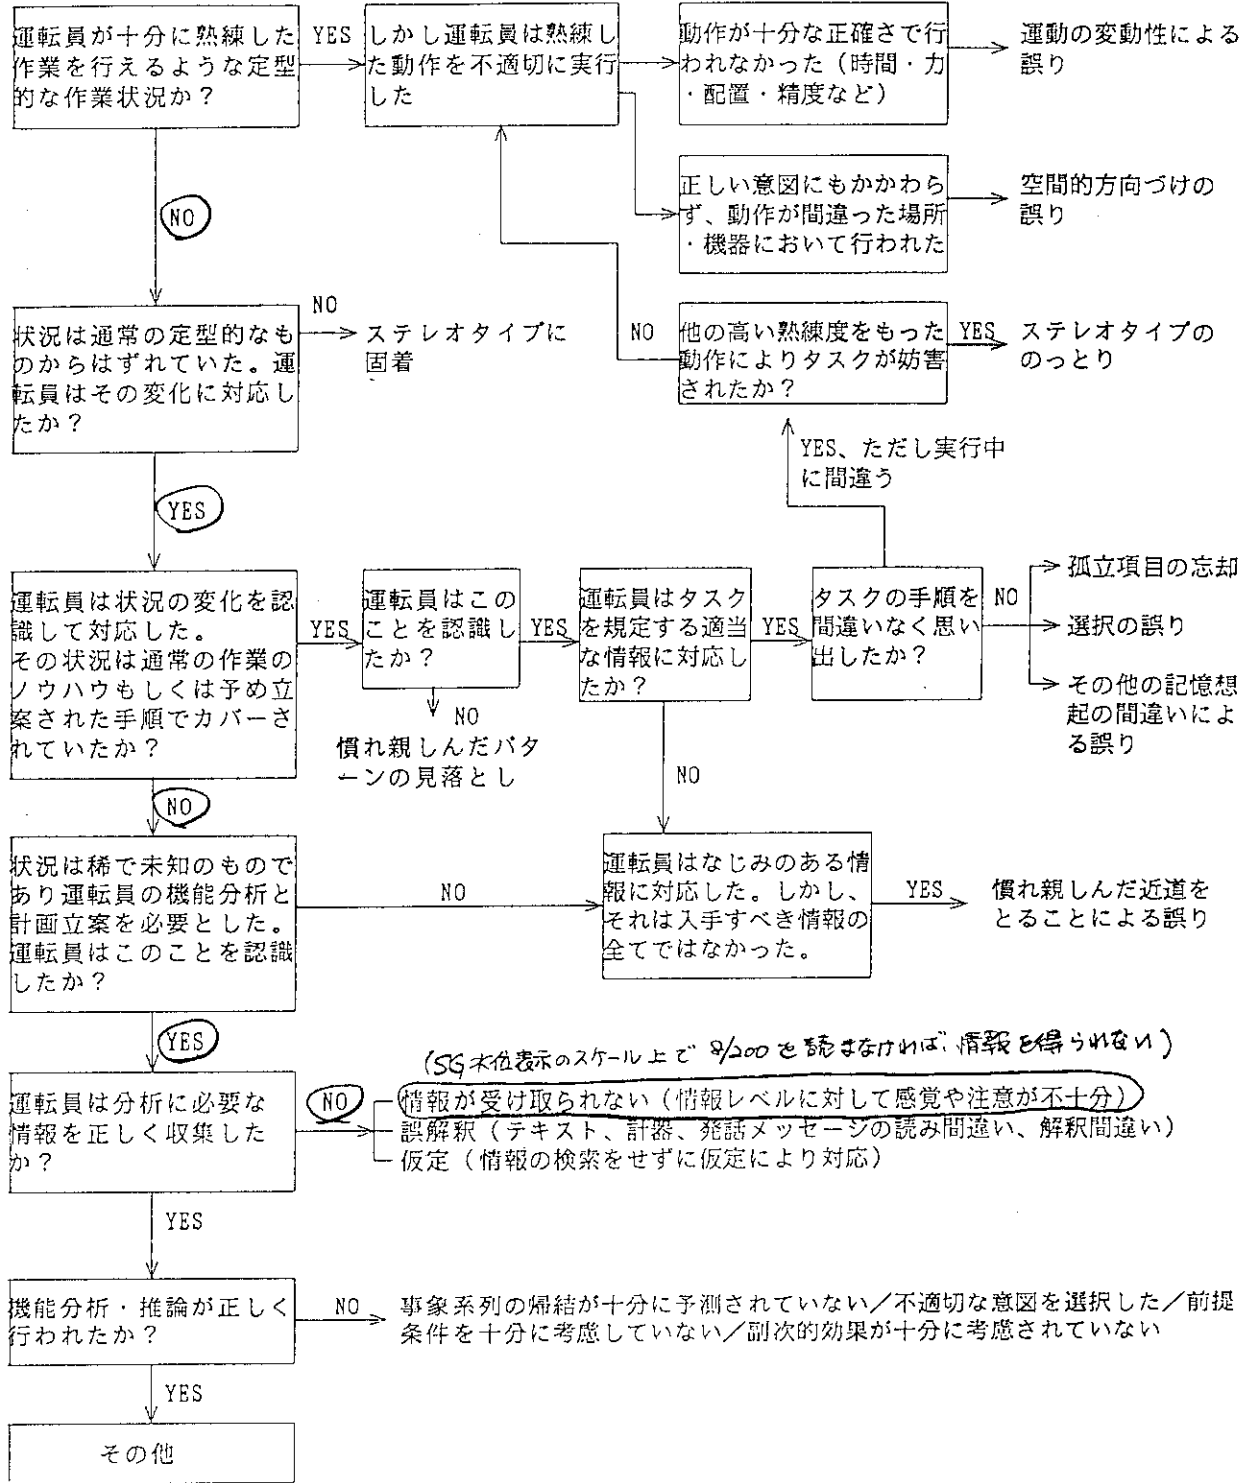 運転員が十分に熟練した
作業を行えるような定型
的な作業状況か?
YES
しかし運転員は熟練し
た動作を不適切に実行
した
動作が十分な正確さで行
われなかった(時間・力
・配置・精度など)
運動の変動性による
誤り
正しい意図にもかかわら
ず、動作が間違った場所
・機器において行われた
空間的方向づけの
誤り
NO
状況は通常の定型的なも
のからはずれていた。運
転員はその変化に対応し
たか?
NO
ステレオタイプに
固着
NO
他の高い熟練度をもった
動作によりタスクが妨害
されたか?
YES
ステレオタイプの
のっとり
YES、ただし実行中
に間違う
YES
運転員は状況の変化を認
識して対応した。
その状況は通常の作業の
ノウハウもしくは予め立
案された手順でカバーさ
れていたか?
YES
運転員はこの
ことを認識し
たか?
YES
運転員はタスク
を規定する適当
な情報に対応し
たか?
YES
タスクの手順を
間違いなく思い
出したか?
NO
孤立項目の忘却
選択の誤り
その他の記憶想
起の間違いによ
る誤り
NO
慣れ親しんだパタ
ーンの見落とし
NO
NO
状況は稀で未知のもので
あり運転員の機能分析と
計画立案を必要とした。
運転員はこのことを認識
したか?
NO
運転員はなじみのある情
報に対応した。しかし、
それは入手すべき情報の
全てではなかった。
YES
慣れ親しんだ近道を
とることによる誤り
YES
(SG水位表示のスケール上で 8/200を読まなければ、情報を得られない)
運転員は分析に必要な
情報を正しく収集した
か?
NO
情報が受け取られない(情報レベルに対して感覚や注意が不十分)
誤解釈(テキスト、計器、発話メッセージの読み間違い、解釈間違い)
仮定(情報の検索をせずに仮定により対応)
YES
機能分析・推論が正しく
行われたか?
NO
事象系列の帰結が十分に予測されていない/不適切な意図を選択した/前提
条件を十分に考慮していない/副次的効果が十分に考慮されていない
YES
その他